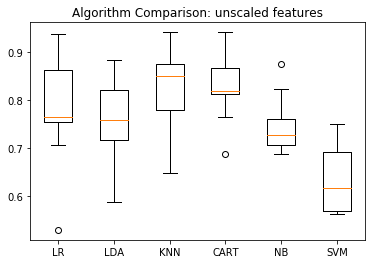 Algorithm Comparison: unscaled features
0.9
0.8
0.7
0.6
LR LDA KNN CART NB SVM